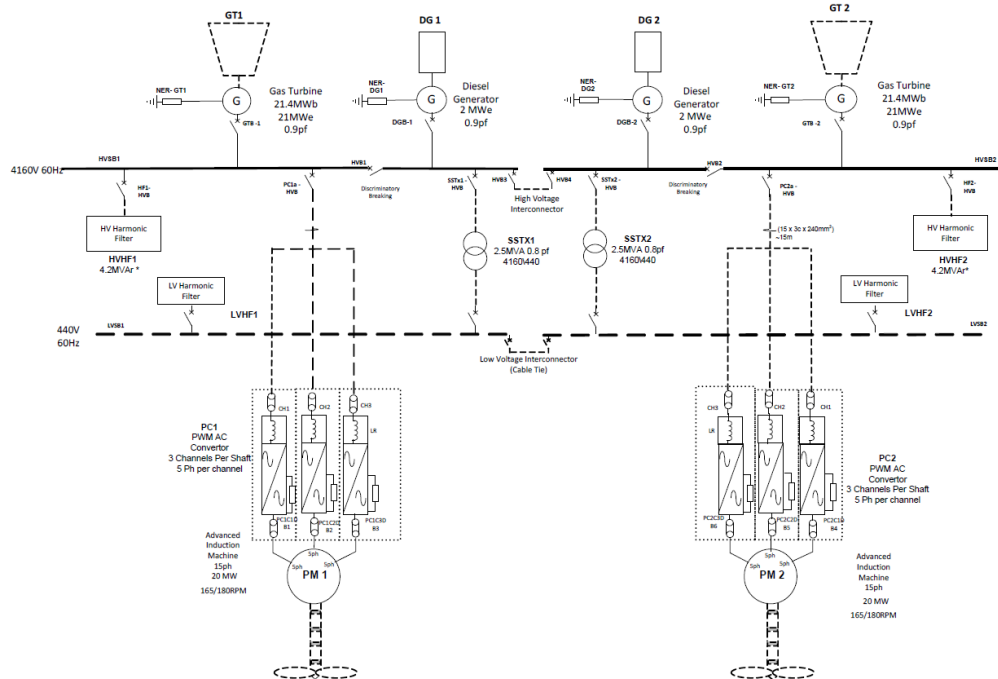 GT1
DG 1
DG 2
GT 2
NER- GT1
G
Gas Turbine
21.4MWb
21MWe
0.9pf
GTB -1
NER-
DG1
G
Diesel
Generator
2 MWe
0.9pf
DGB-1
NER-
DG2
G
Diesel
Generator
2 MWe
0.9pf
DGB-2
NER- GT2
G
Gas Turbine
21.4MWb
21MWe
0.9pf
GTB -2
4160V 60Hz
HVSB1
HVB1
HVB2
HVSB2
HF1-
HVB
PC1a -
HVB
Discriminatory
Breaking
SSTx1 -
HVB
HVB3
HVB4
High Voltage
Interconnector
SSTx2 -
HVB
Discriminatory
Breaking
PC2a -
HVB
HF2-
HVB
HV Harmonic
Filter
HVHF1
4.2MVAr *
SSTX1
2.5MVA 0.8 pf
4160\440
SSTX2
2.5MVA 0.8pf
4160\440
(15 x 3c x 240mm²)
~15m
HV Harmonic
Filter
HVHF2
4.2MVAr*
LV Harmonic
Filter
LVHF1
LV Harmonic
Filter
LVHF2
440V
60Hz
LVSB1
LVSB2
Low Voltage Interconnector
(Cable Tie)
PC1
PWM AC
Convertor
3 Channels Per Shaft
5 Ph per channel
CH1
CH2
CH3
LR
PC1C1D
B1
PC1C2D
B2
PC1C3D
B3
CH3
CH2
CH1
LR
PC2C3D
B6
PC2C2D
B5
PC2C1D
B4
PC2
PWM AC
Convertor
3 Channels Per Shaft
5 Ph per channel
Advanced
Induction
Machine
15ph
20 MW
165/180RPM
5ph
5ph
5ph
PM 1
5ph
5ph
5ph
PM 2
Advanced
Induction
Machine
15ph
20 MW
165/180RPM